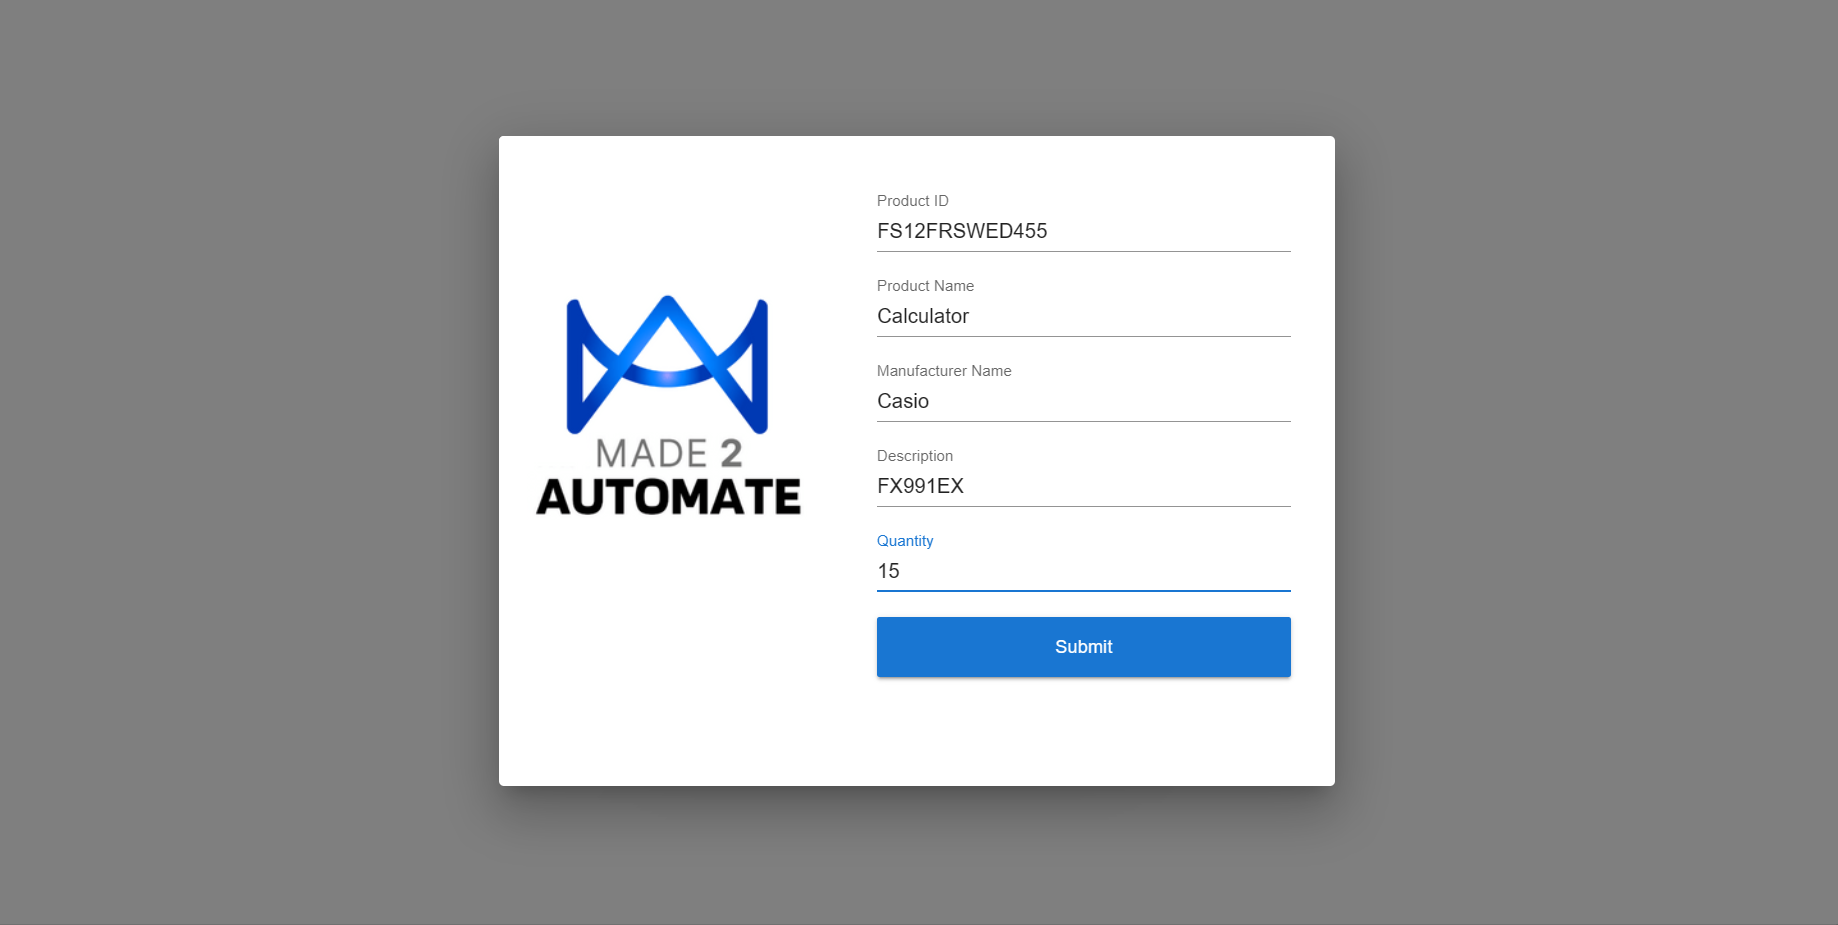 MADE 2
AUTOMATE
Product ID
FS12FRSWED455
Product Name
Calculator
Manufacturer Name
Casio
Description
FX991EX
Quantity
15
Submit